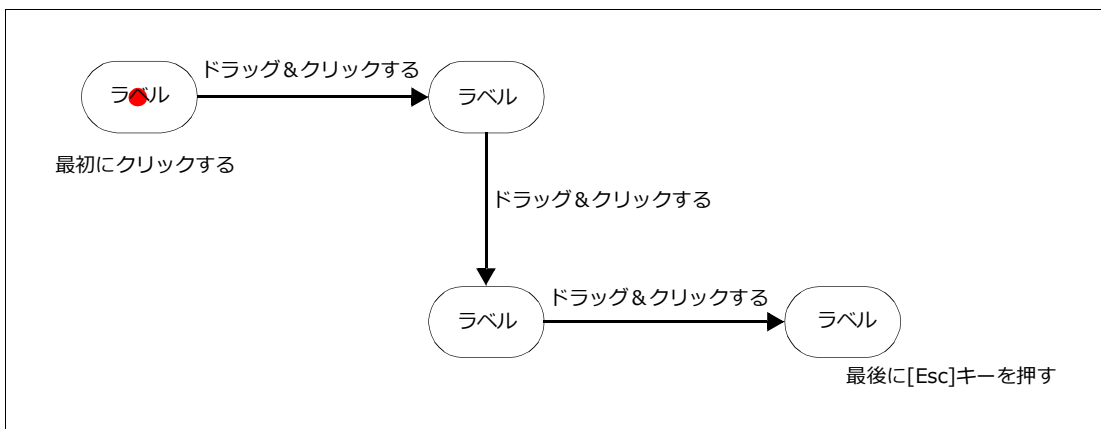 ラベル
ドラッグ＆クリックする
ラベル
最初にクリックする
ドラッグ＆クリックする
ラベル
ドラッグ＆クリックする
ラベル
最後に[Esc]キーを押す